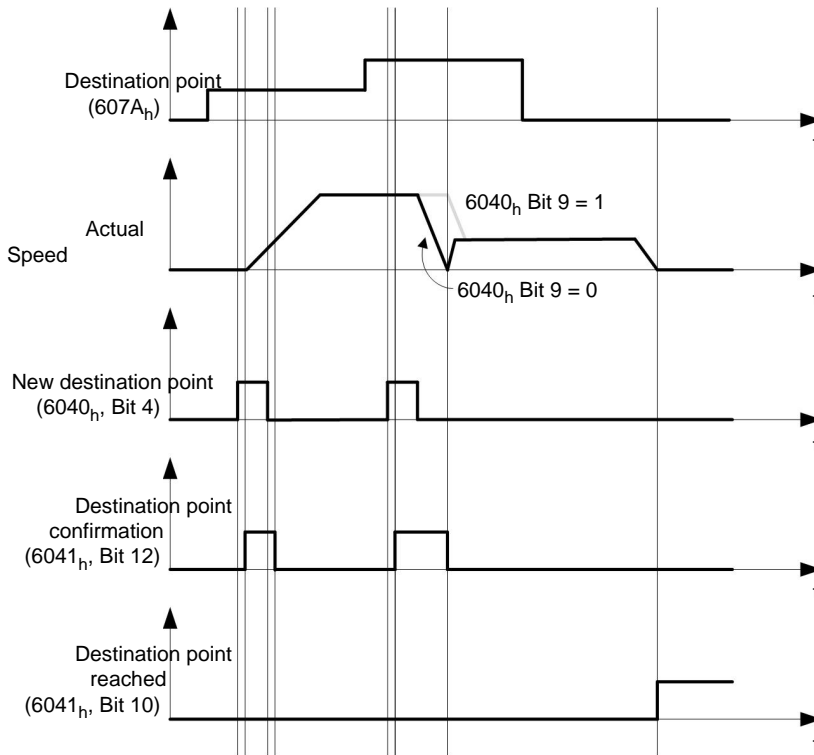 Destination point
(607Ah)
Actual
Speed
6040h Bit 9 = 1
6040h Bit 9 = 0
New destination point
(6040h, Bit 4)
Destination point
confirmation
(6041h, Bit 12)
Destination point
reached
(6041h, Bit 10)